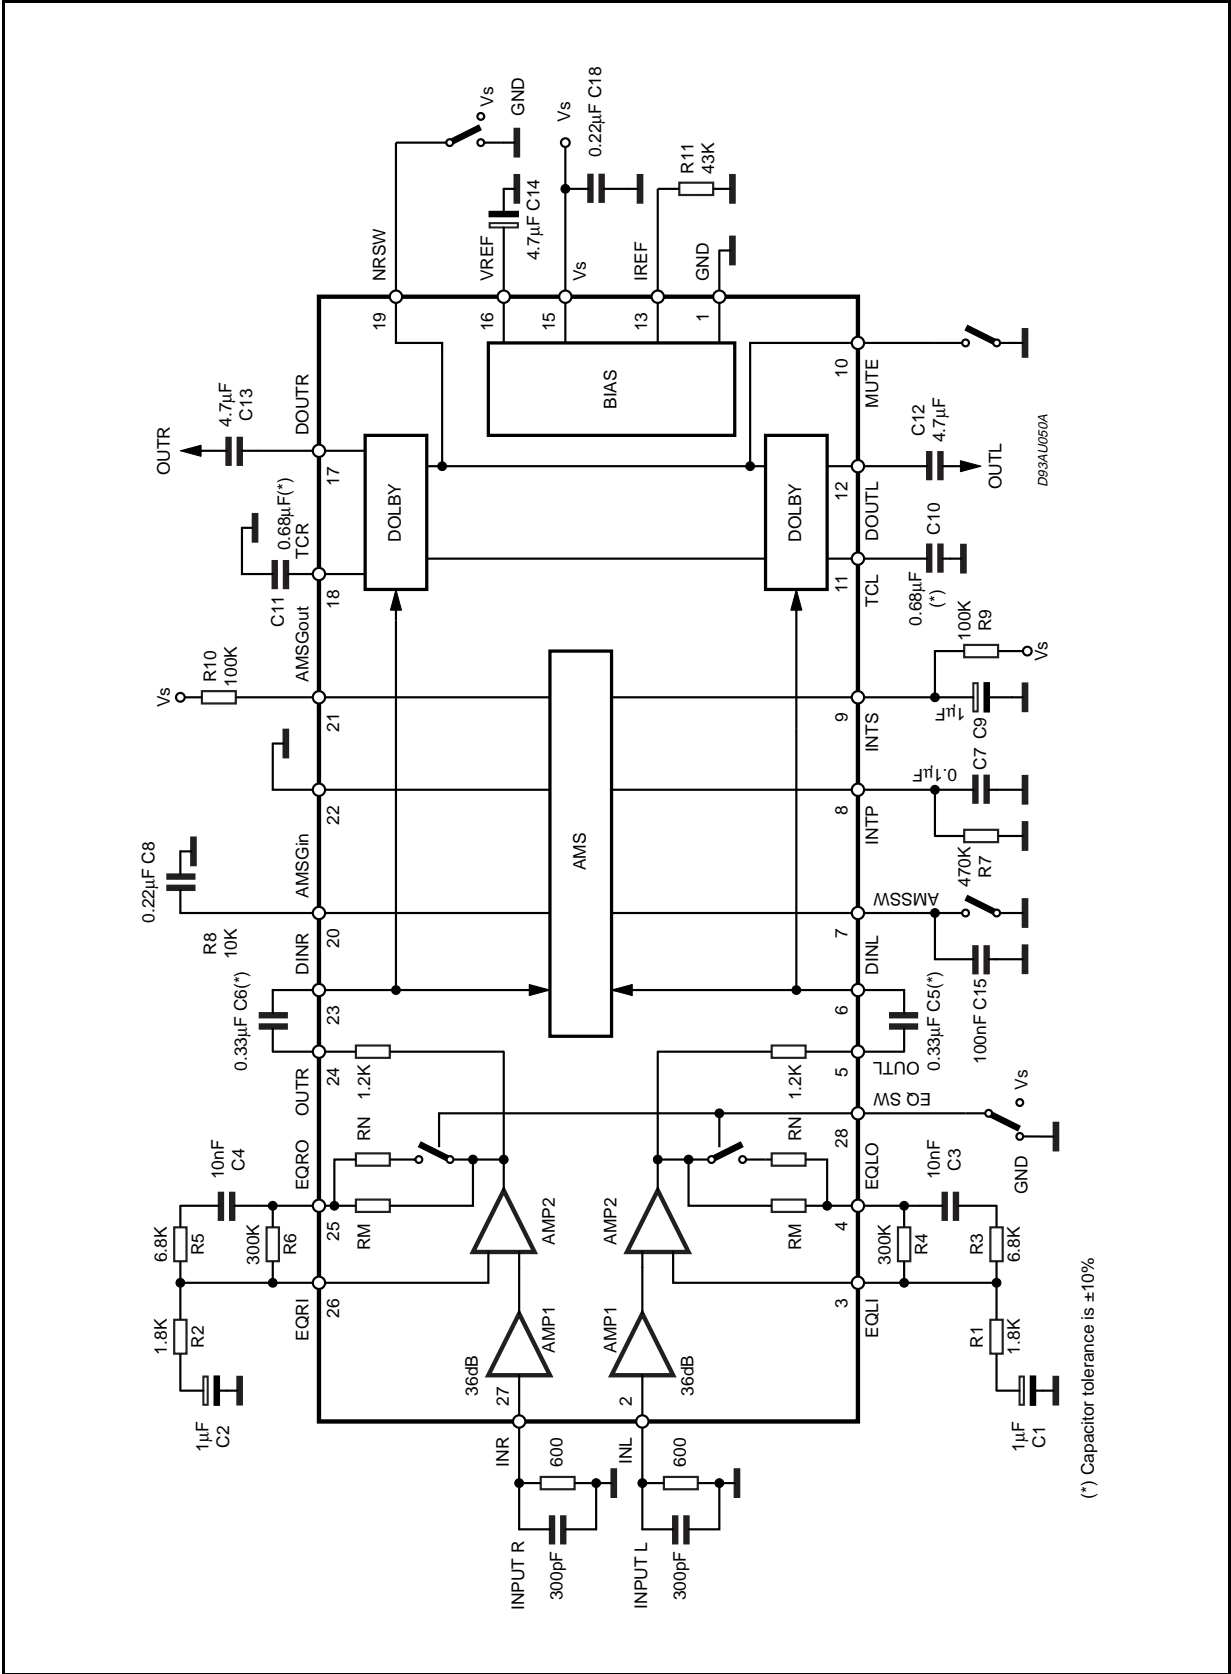 OUTR
4.7μF
C13
DOUTR
17
C11
0.68μF(*)
TCR
18
AMSGout
Vs
R10
100K
21
22
0.22μF C8
AMSGin
R8
10K
20
DINR
0.33μF C6(*)
23
OUTR
24
1.2K
10nF
C4
EQRO
25
RN
RM
6.8K
R5
300K
R6
EQRI
26
1.8K
R2
1μF
C2
NRSW
19
Vs
GND
VREF
16
4.7μF C14
Vs
15
Vs
0.22μF C18
IREF
13
R11
43K
GND
1
BIAS
DOLBY
DOLBY
AMS
AMP2
AMP1
36dB
27
INR
INPUT R
300pF
600
AMP2
AMP1
36dB
2
INL
INPUT L
300pF
600
10
MUTE
C12
4.7μF
OUTL
12
DOUTL
11
TCL
0.68μF
(*)
C10
9
INTS
1μF
C9
100K
R9
Vs
8
INTP
0.1μF
C7
470K
R7
7
AMSSW
100nF C15
DINL
6
0.33μF C5(*)
5
OUTL
1.2K
28
EQ SW
Vs
GND
RN
RM
4
EQLO
10nF
C3
300K
R4
R3
6.8K
3
EQLI
R1
1.8K
1μF
C1
(*) Capacitor tolerance is ±10%
D93AU050A